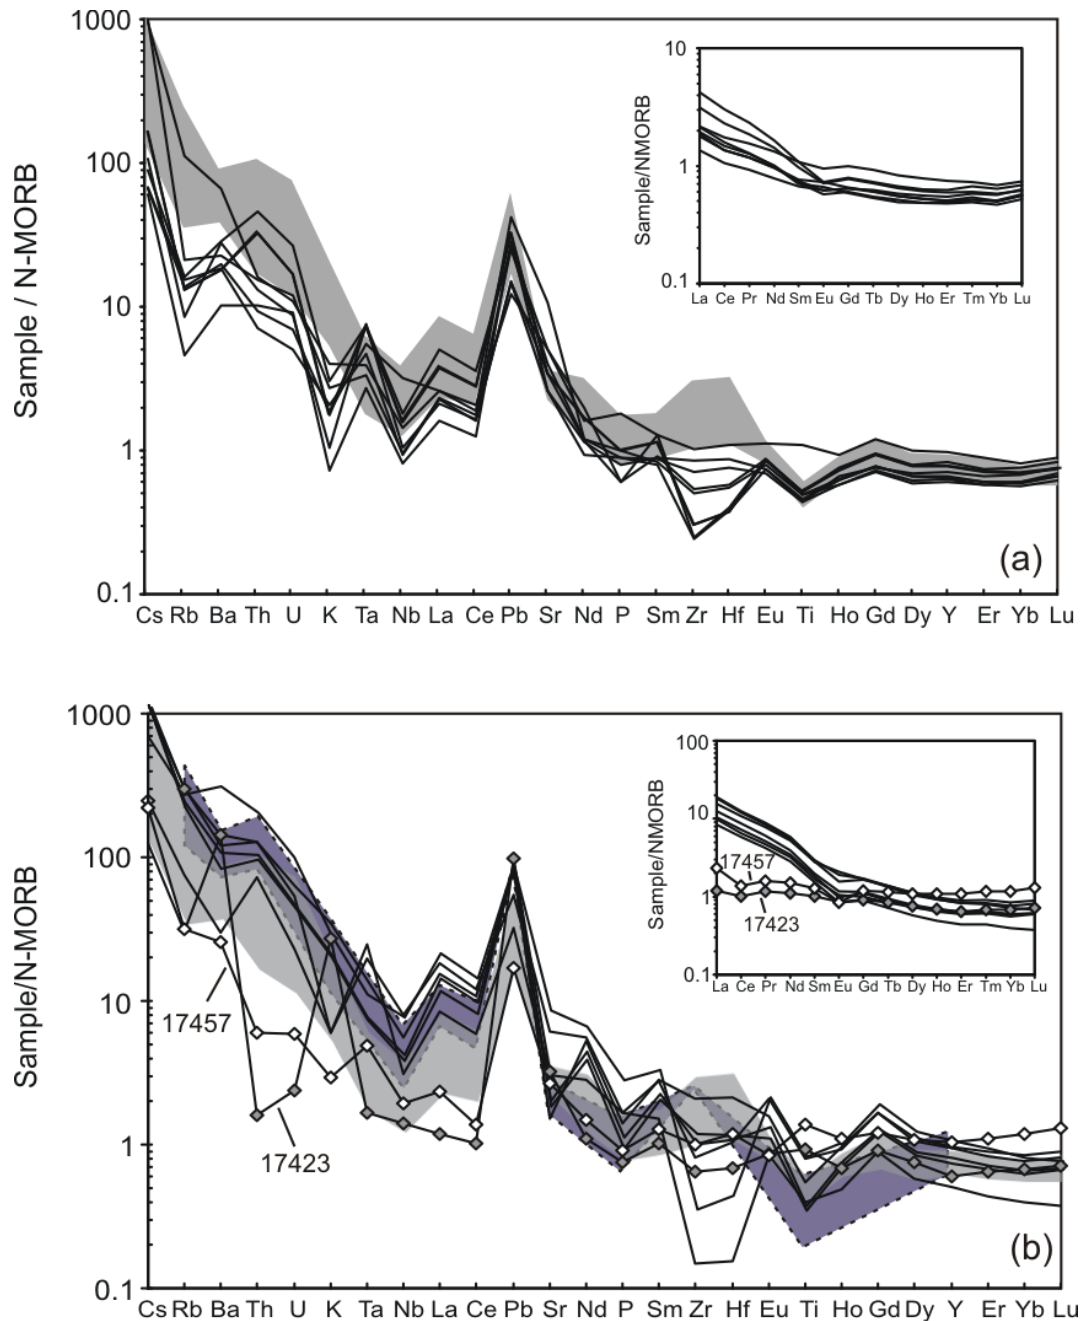 1000
100
10
1
0.1
Sample / N-MORB
10
1
0.1
Sample/NMORB
La Ce Pr Nd Sm Eu Gd Tb Dy Ho Er Tm Yb Lu
(a)
Cs Rb Ba Th U K Ta Nb La Ce Pb Sr Nd P Sm Zr Hf Eu Ti Ho Gd Dy Y Er Yb Lu
1000
100
10
1
0.1
Sample/N-MORB
17457
17423
100
10
1
0.1
Sample/NMORB
17457
17423
La Ce Pr Nd Sm Eu Gd Tb Dy Ho Er Tm Yb Lu
(b)
Cs Rb Ba Th U K Ta Nb La Ce Pb Sr Nd P Sm Zr Hf Eu Ti Ho Gd Dy Y Er Yb Lu